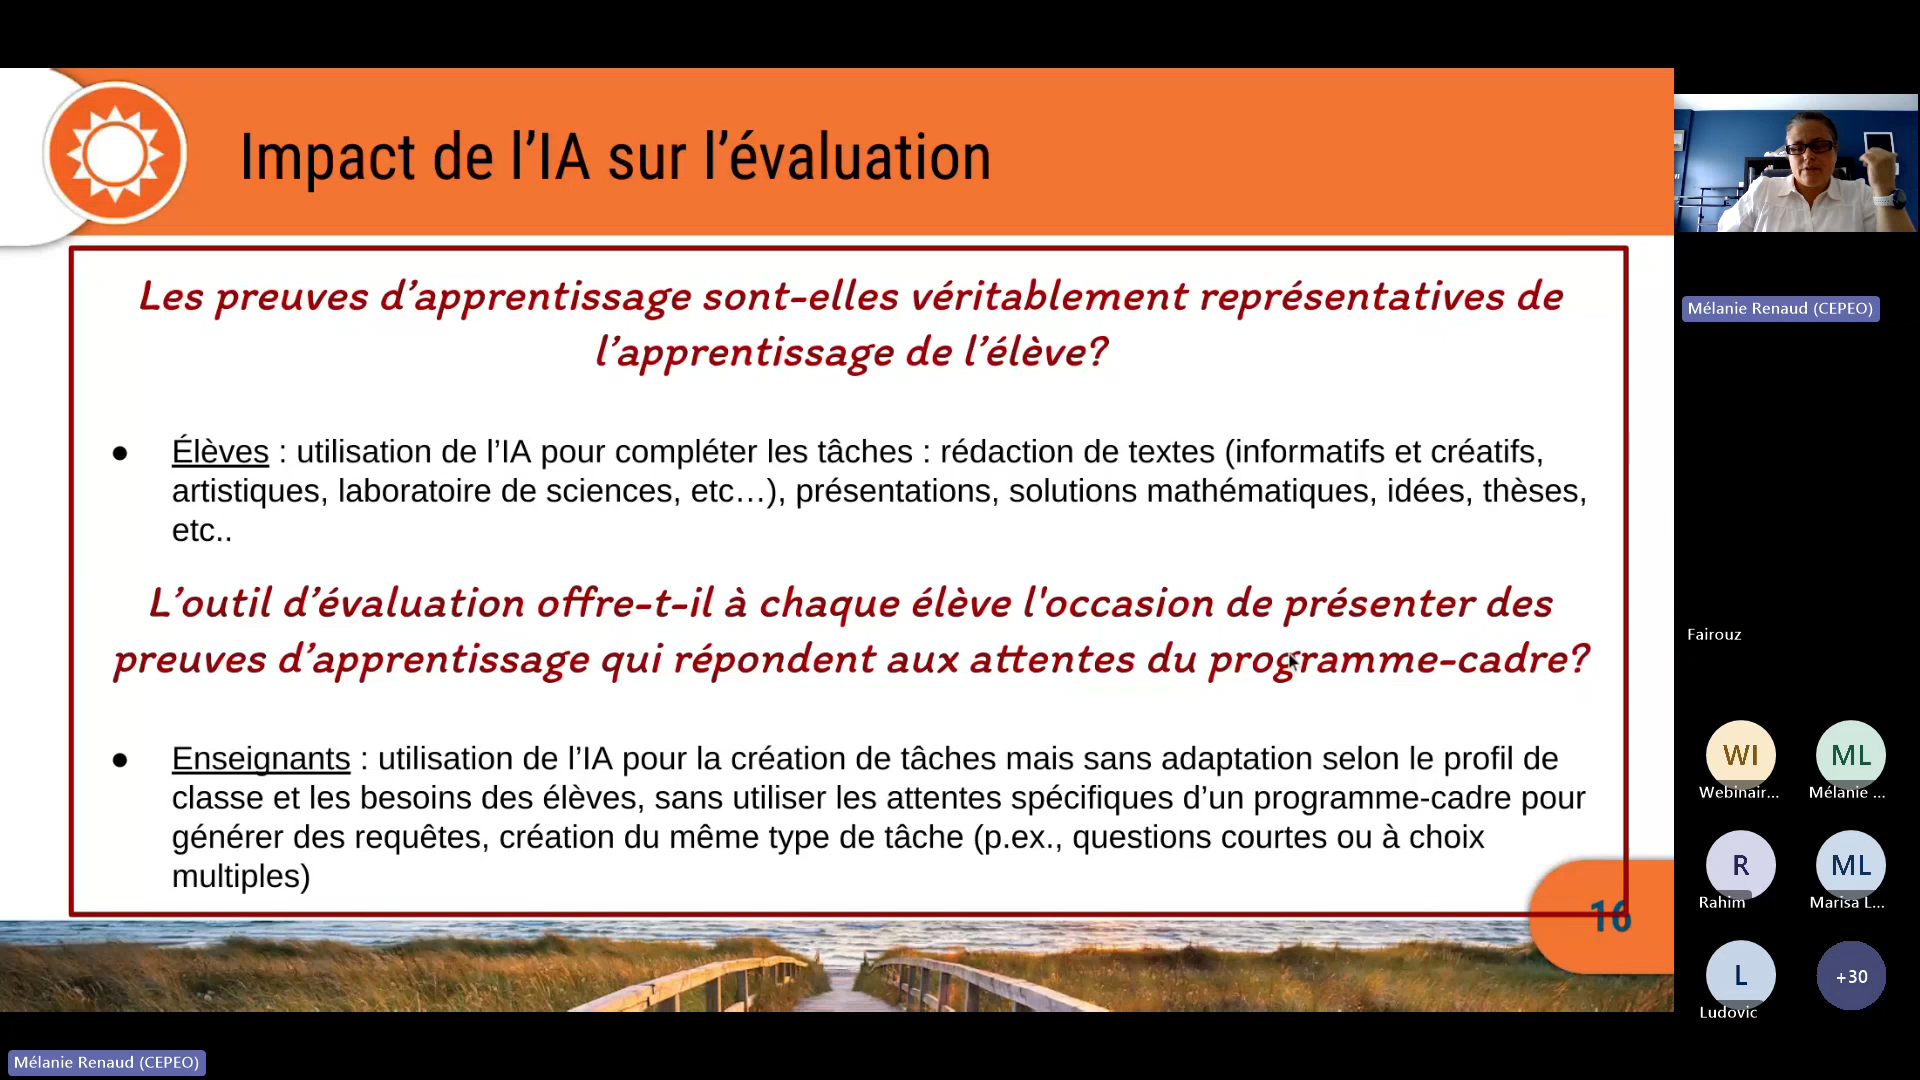 Impact de l’IA sur l’évaluation
Les preuves d’apprentissage sont-elles véritablement représentatives de
l’apprentissage de l’élève?
● Élèves : utilisation de l’IA pour compléter les tâches : rédaction de textes (informatifs et créatifs,
artistiques, laboratoire de sciences, etc…), présentations, solutions mathématiques, idées, thèses,
etc..
L’outil d’évaluation offre-t-il à chaque élève l'occasion de présenter des
preuves d’apprentissage qui répondent aux attentes du programme-cadre?
● Enseignants : utilisation de l’IA pour la création de tâches mais sans adaptation selon le profil de
classe et les besoins des élèves, sans utiliser les attentes spécifiques d’un programme-cadre pour
générer des requêtes, création du même type de tâche (p.ex., questions courtes ou à choix
multiples)
16
Mélanie Renaud (CEPEO)
Fairouz
WI
Webinair...
ML
Mélanie ...
R
Rahim
ML
Marisa L...
L
Ludovic
+30
Mélanie Renaud (CEPEO)